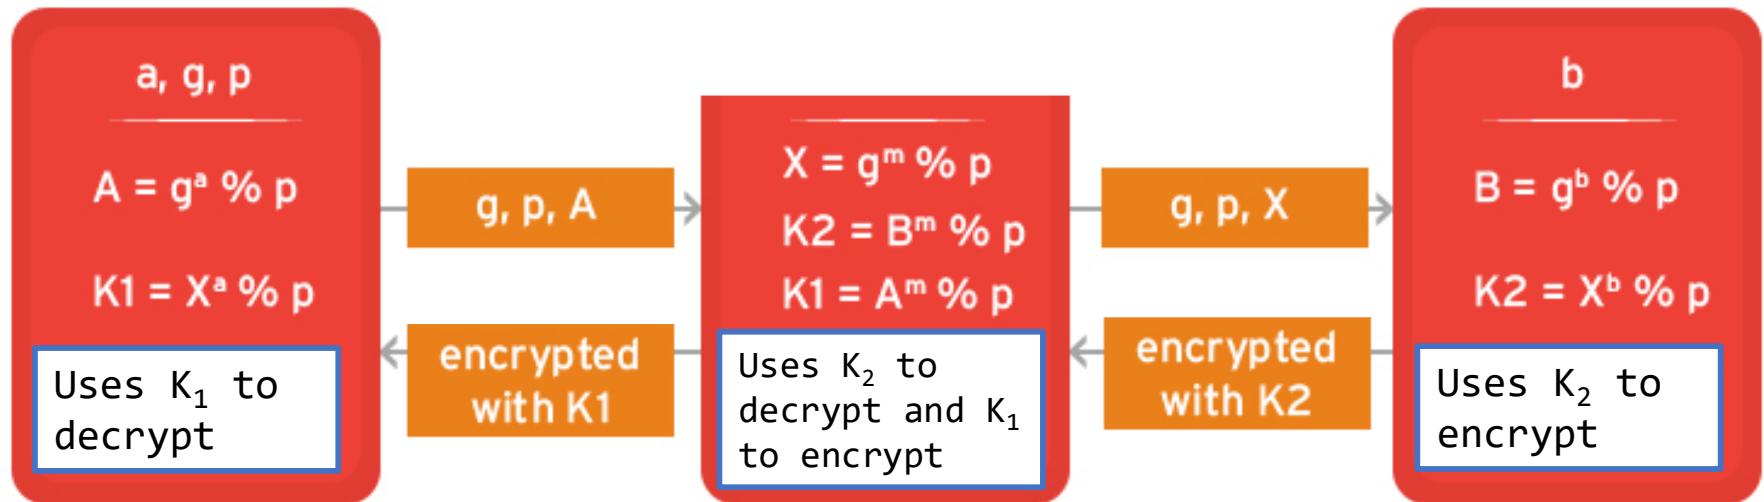 a, g, p
A = gᵃ % p
K1 = Xᵃ % p
Uses K₁ to
decrypt
g, p, A
encrypted
with K1
X = gᵐ % p
K2 = Bᵐ % p
K1 = Aᵐ % p
Uses K₂ to
decrypt and K₁
to encrypt
g, p, X
encrypted
with K2
b
B = gᵇ % p
K2 = Xᵇ % p
Uses K₂ to
encrypt